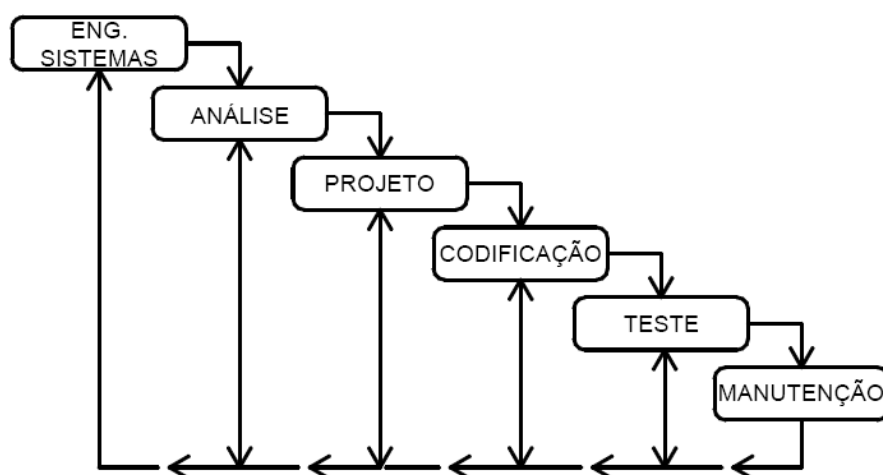 ENG.
SISTEMAS
ANÁLISE
PROJETO
CODIFICAÇÃO
TESTE
MANUTENÇÃO